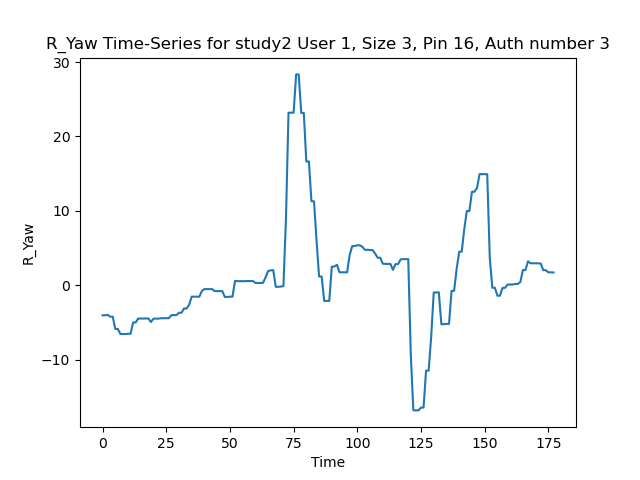 R_Yaw Time-Series for study2 User 1, Size 3, Pin 16, Auth number 3
30
20
10
0
−10
R_Yaw
0 25 50 75 100 125 150 175
Time